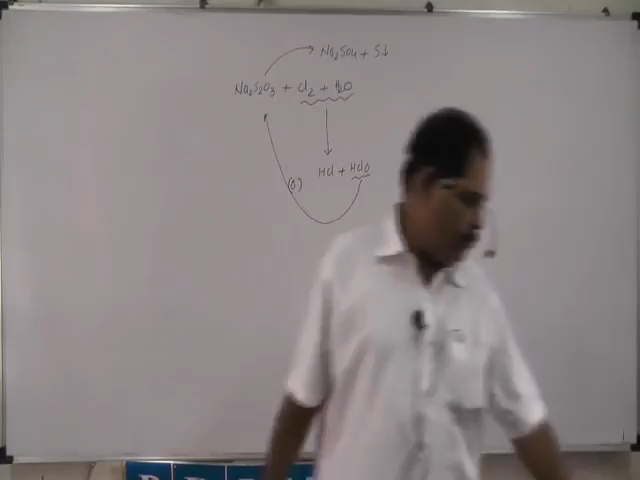 Na2SO4 + S↓
Na2S2O3 + Cl2 + H2O
(O) HCl + HClO